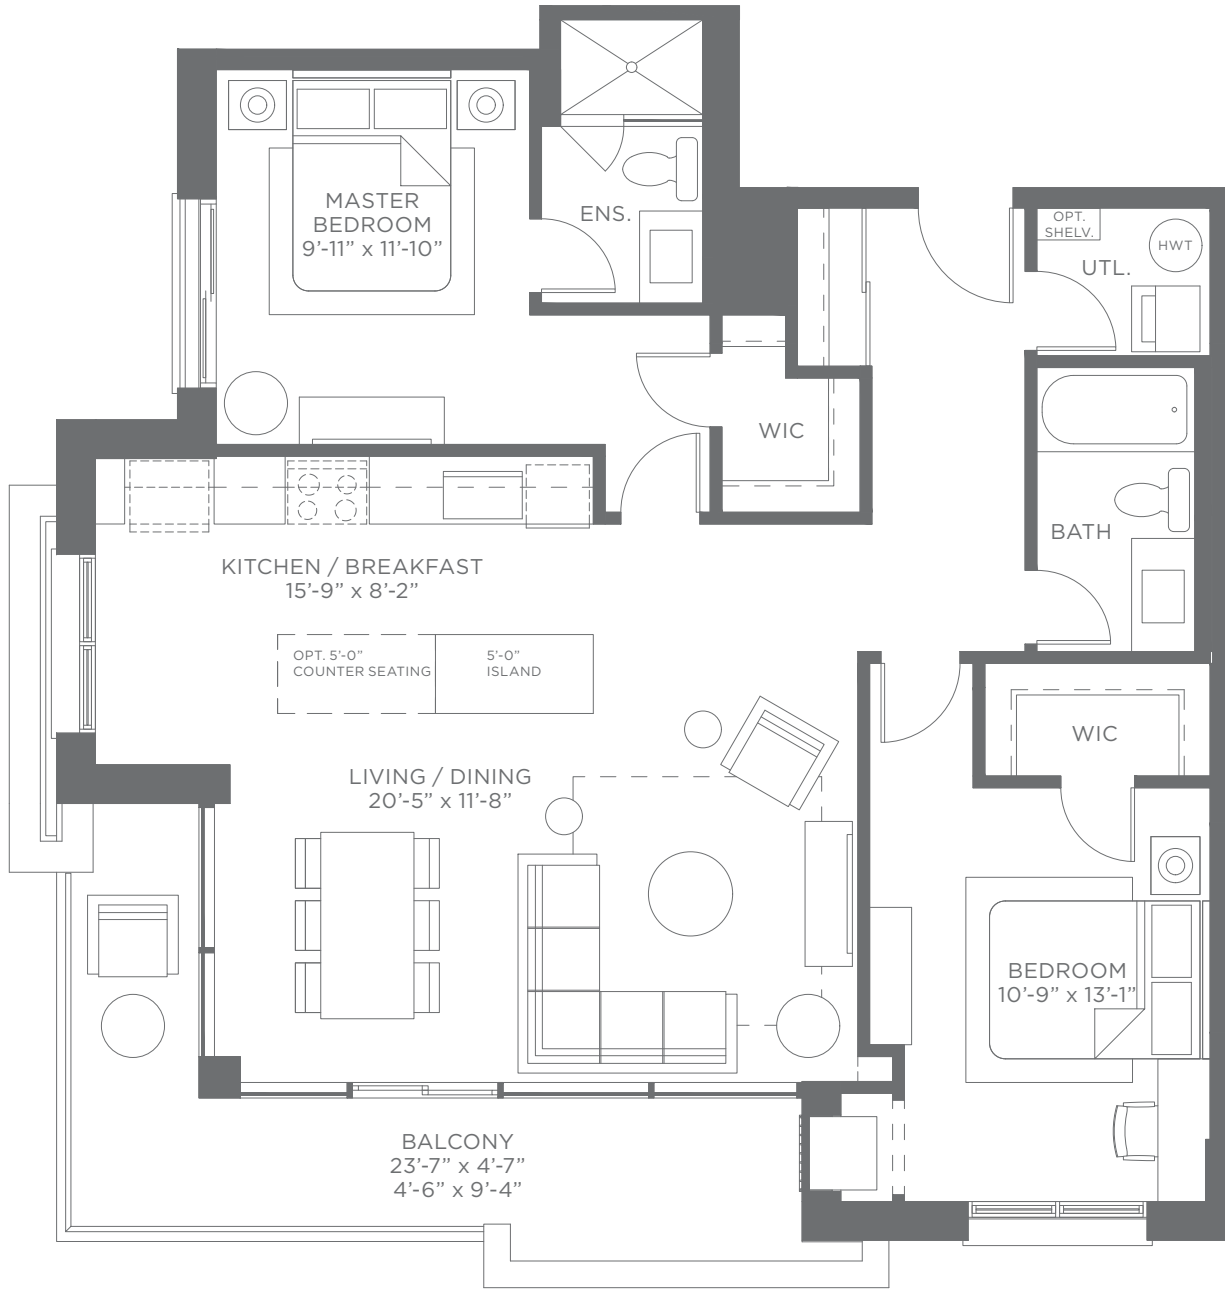 MASTER
BEDROOM
9’-11” x 11’-10”
ENS.
OPT.
SHELV.
HWT
UTL.
WIC
BATH
KITCHEN / BREAKFAST
15’-9” x 8’-2”
OPT. 5’-0”
COUNTER SEATING
5’-0”
ISLAND
WIC
LIVING / DINING
20’-5” x 11’-8”
BEDROOM
10’-9” x 13’-1”
BALCONY
23’-7” x 4’-7”
4’-6” x 9’-4”